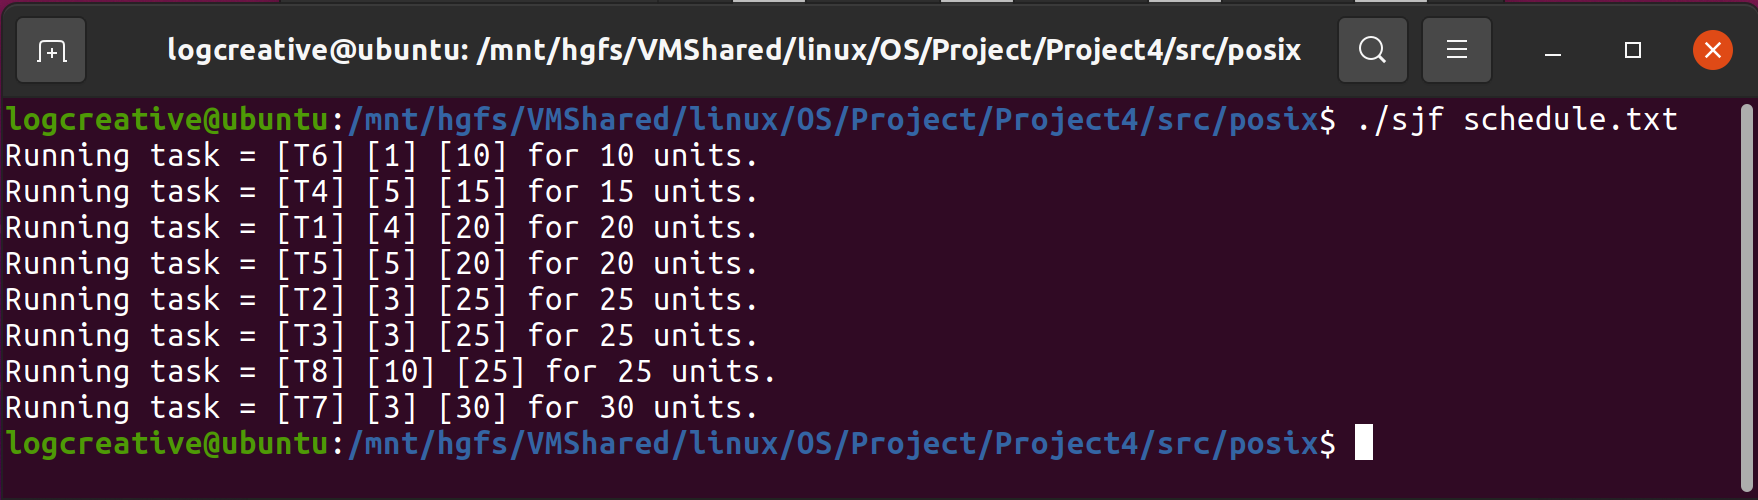 logcreative@ubuntu: /mnt/hgfs/VMShared/linux/OS/Project/Project4/src/posix
logcreative@ubuntu:/mnt/hgfs/VMShared/linux/OS/Project/Project4/src/posix$ ./sjf schedule.txt
Running task = [T6] [1] [10] for 10 units.
Running task = [T4] [5] [15] for 15 units.
Running task = [T1] [4] [20] for 20 units.
Running task = [T5] [5] [20] for 20 units.
Running task = [T2] [3] [25] for 25 units.
Running task = [T3] [3] [25] for 25 units.
Running task = [T8] [10] [25] for 25 units.
Running task = [T7] [3] [30] for 30 units.
logcreative@ubuntu:/mnt/hgfs/VMShared/linux/OS/Project/Project4/src/posix$